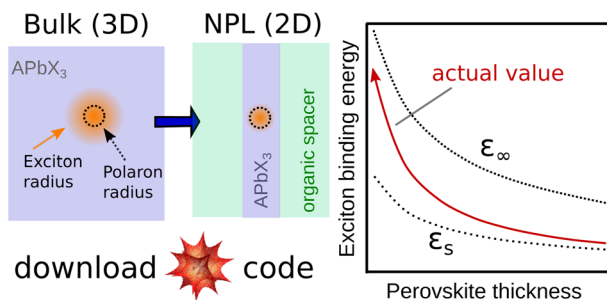 Bulk (3D)
NPL (2D)
APbX₃
Exciton
radius
Polaron
radius
APbX₃
organic spacer
download code
Exciton binding energy
actual value
ε∞
εs
Perovskite thickness